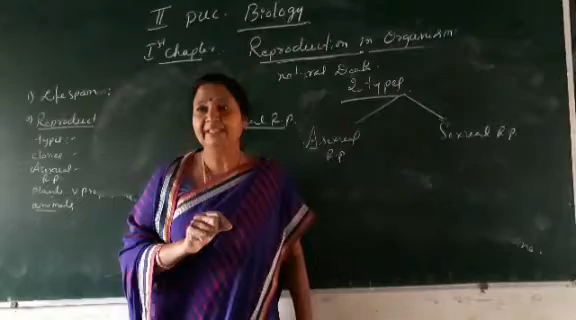 II puc. Biology
Ist Chapter. Reproduction in Organism
natural Death.
2 types.
1) Life span:
2) Reproduct
R.p.
Asexual
R.p
Sexual R.p.
types:-
clones -
Asexual -
R.p
plants v.pro
animals